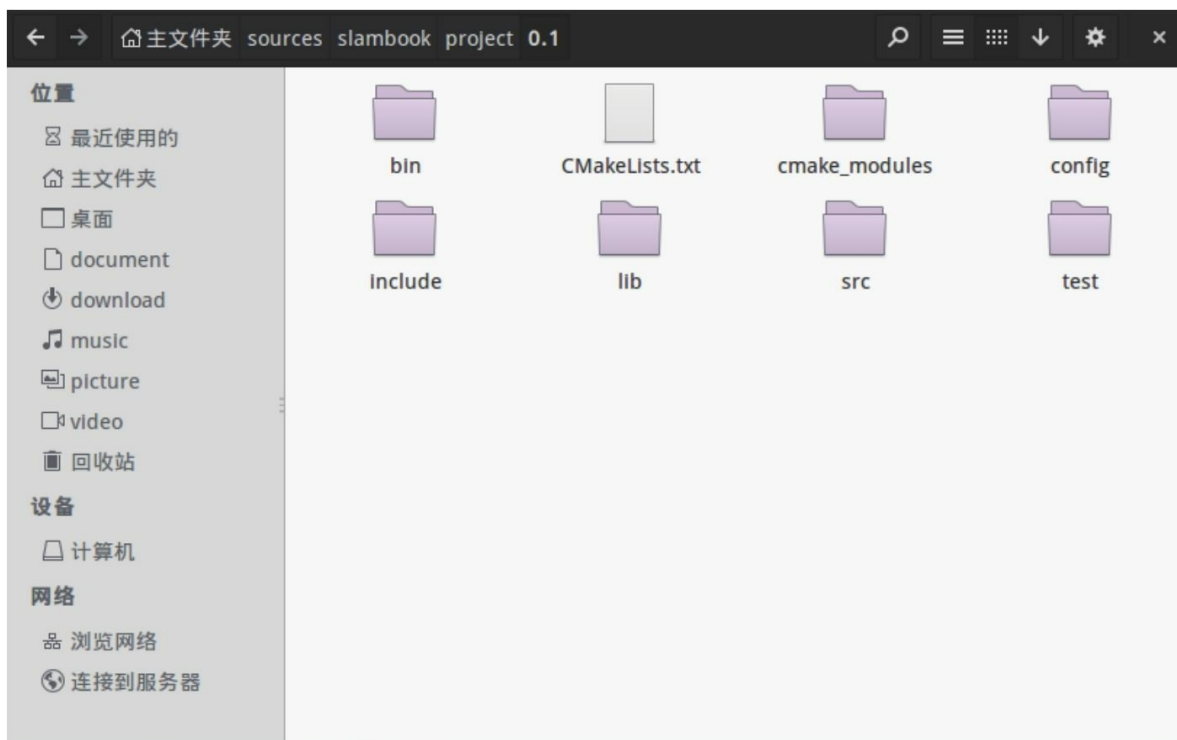 主文件夹 sources slambook project 0.1
位置
最近使用的
主文件夹
桌面
document
download
music
picture
video
回收站
设备
计算机
网络
浏览网络
连接到服务器
bin CMakeLists.txt cmake_modules config
include lib src test